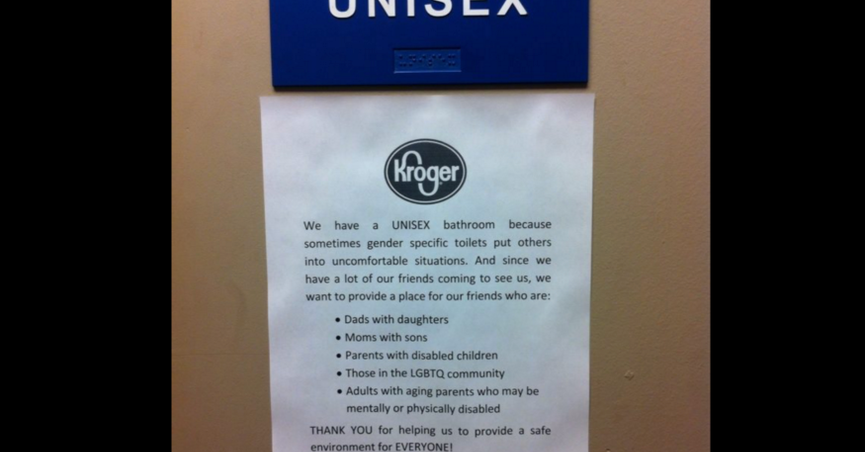 UNISEX
Kroger
We have a UNISEX bathroom because
sometimes gender specific toilets put others
into uncomfortable situations. And since we
have a lot of our friends coming to see us, we
want to provide a place for our friends who are:
• Dads with daughters
• Moms with sons
• Parents with disabled children
• Those in the LGBTQ community
• Adults with aging parents who may be
mentally or physically disabled
THANK YOU for helping us to provide a safe
environment for EVERYONE!